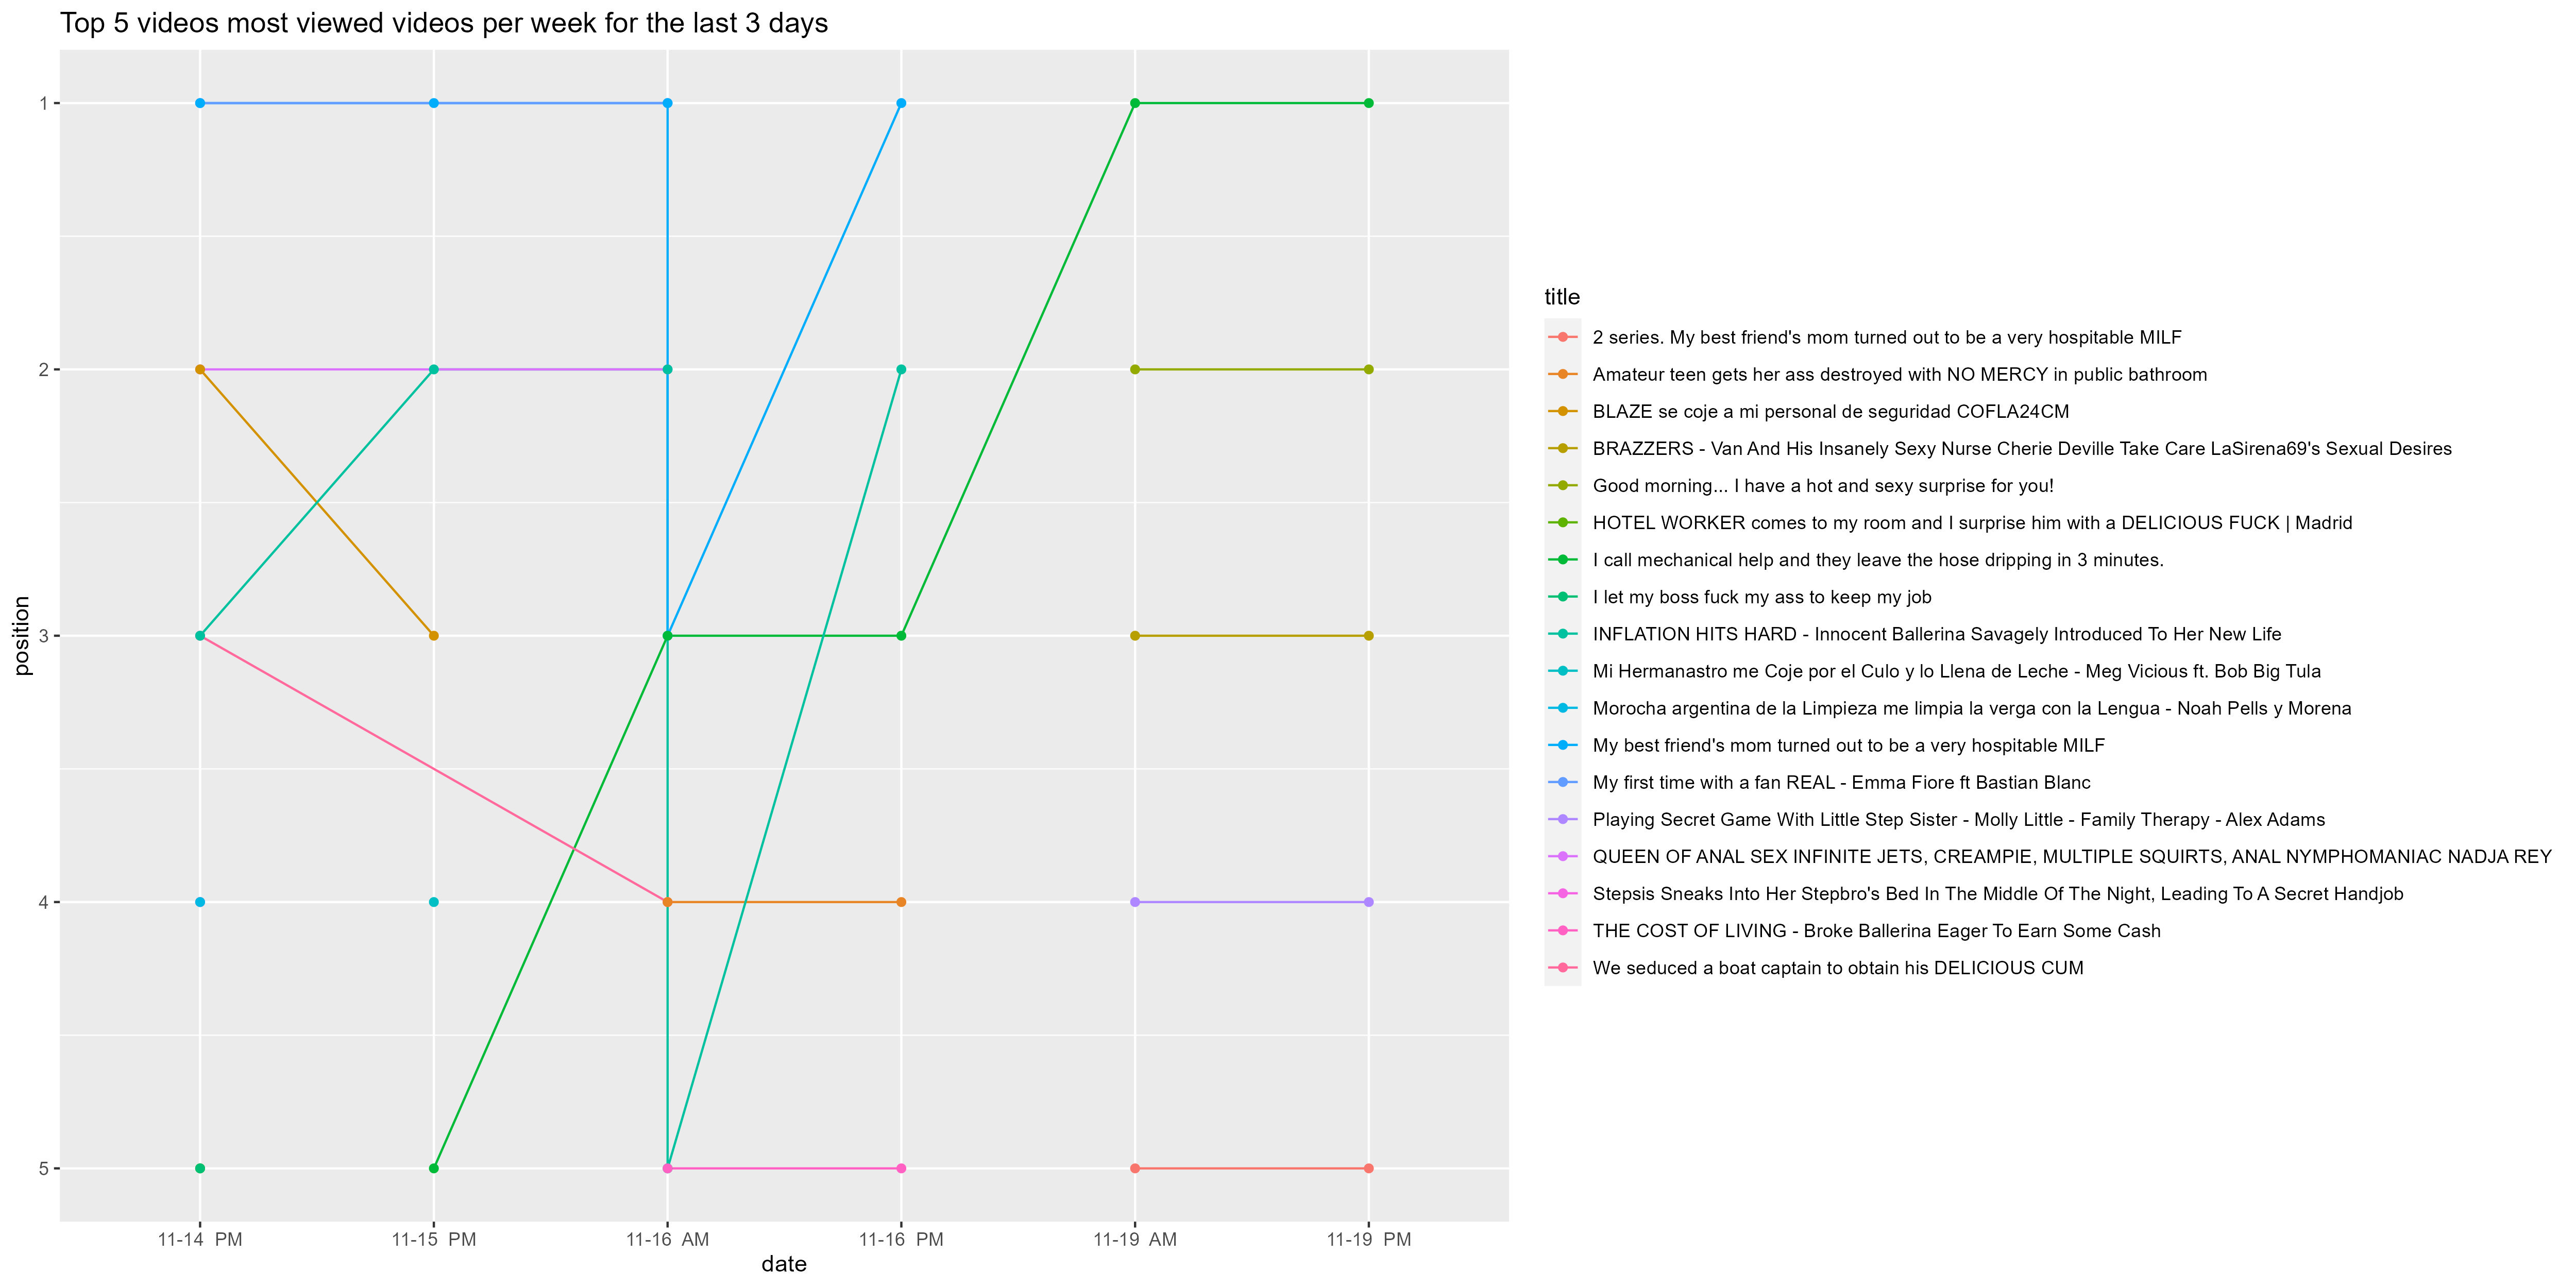 Top 5 videos most viewed videos per week for the last 3 days
position
1
2
3
4
5
11-14 PM
11-15 PM
11-16 AM
11-16 PM
11-19 AM
11-19 PM
date
title
2 series. My best friend's mom turned out to be a very hospitable MILF
Amateur teen gets her ass destroyed with NO MERCY in public bathroom
BLAZE se coje a mi personal de seguridad COFLA24CM
BRAZZERS - Van And His Insanely Sexy Nurse Cherie Deville Take Care LaSirena69's Sexual Desires
Good morning... I have a hot and sexy surprise for you!
HOTEL WORKER comes to my room and I surprise him with a DELICIOUS FUCK | Madrid
I call mechanical help and they leave the hose dripping in 3 minutes.
I let my boss fuck my ass to keep my job
INFLATION HITS HARD - Innocent Ballerina Savagely Introduced To Her New Life
Mi Hermanastro me Coje por el Culo y lo Llena de Leche - Meg Vicious ft. Bob Big Tula
Morocha argentina de la Limpieza me limpia la verga con la Lengua - Noah Pells y Morena
My best friend's mom turned out to be a very hospitable MILF
My first time with a fan REAL - Emma Fiore ft Bastian Blanc
Playing Secret Game With Little Step Sister - Molly Little - Family Therapy - Alex Adams
QUEEN OF ANAL SEX INFINITE JETS, CREAMPIE, MULTIPLE SQUIRTS, ANAL NYMPHOMANIAC NADJA REY
Stepsis Sneaks Into Her Stepbro's Bed In The Middle Of The Night, Leading To A Secret Handjob
THE COST OF LIVING - Broke Ballerina Eager To Earn Some Cash
We seduced a boat captain to obtain his DELICIOUS CUM